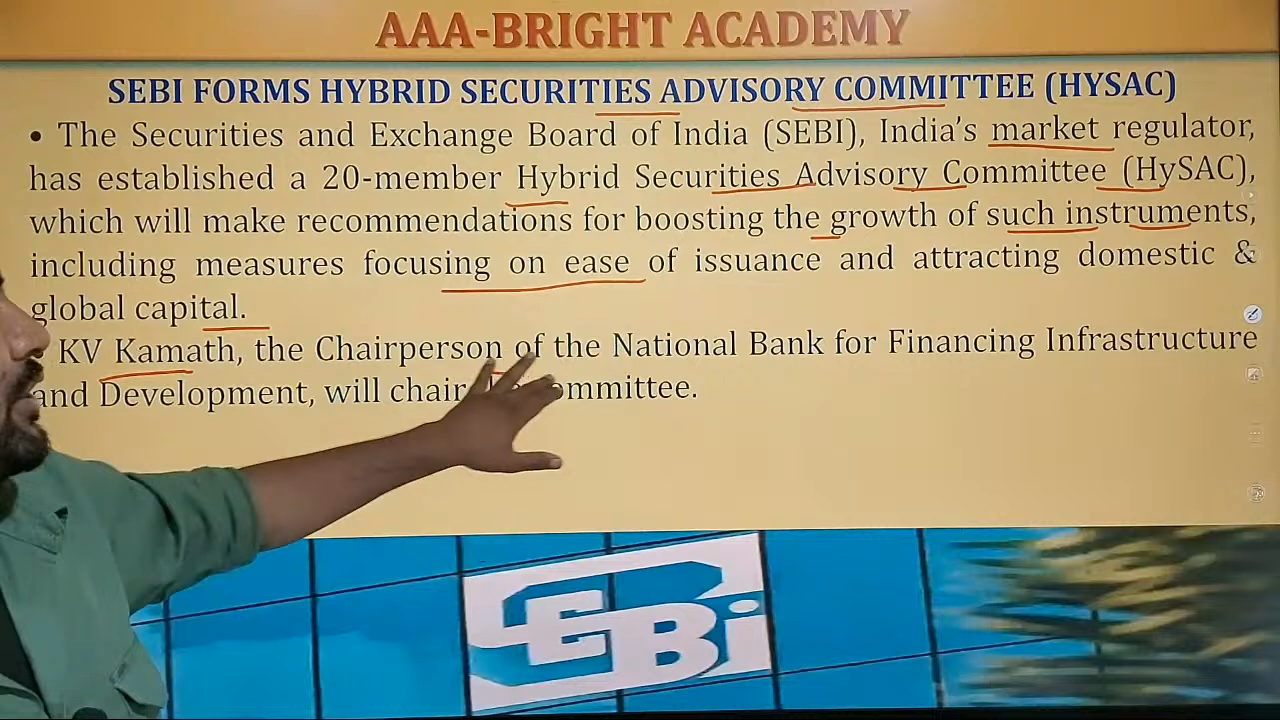 AAA-BRIGHT ACADEMY
SEBI FORMS HYBRID SECURITIES ADVISORY COMMITTEE (HYSAC)
• The Securities and Exchange Board of India (SEBI), India's market regulator,
has established a 20-member Hybrid Securities Advisory Committee (HySAC),
which will make recommendations for boosting the growth of such instruments,
including measures focusing on ease of issuance and attracting domestic &
global capital.
KV Kamath, the Chairperson of the National Bank for Financing Infrastructure
and Development, will chair
SEBi